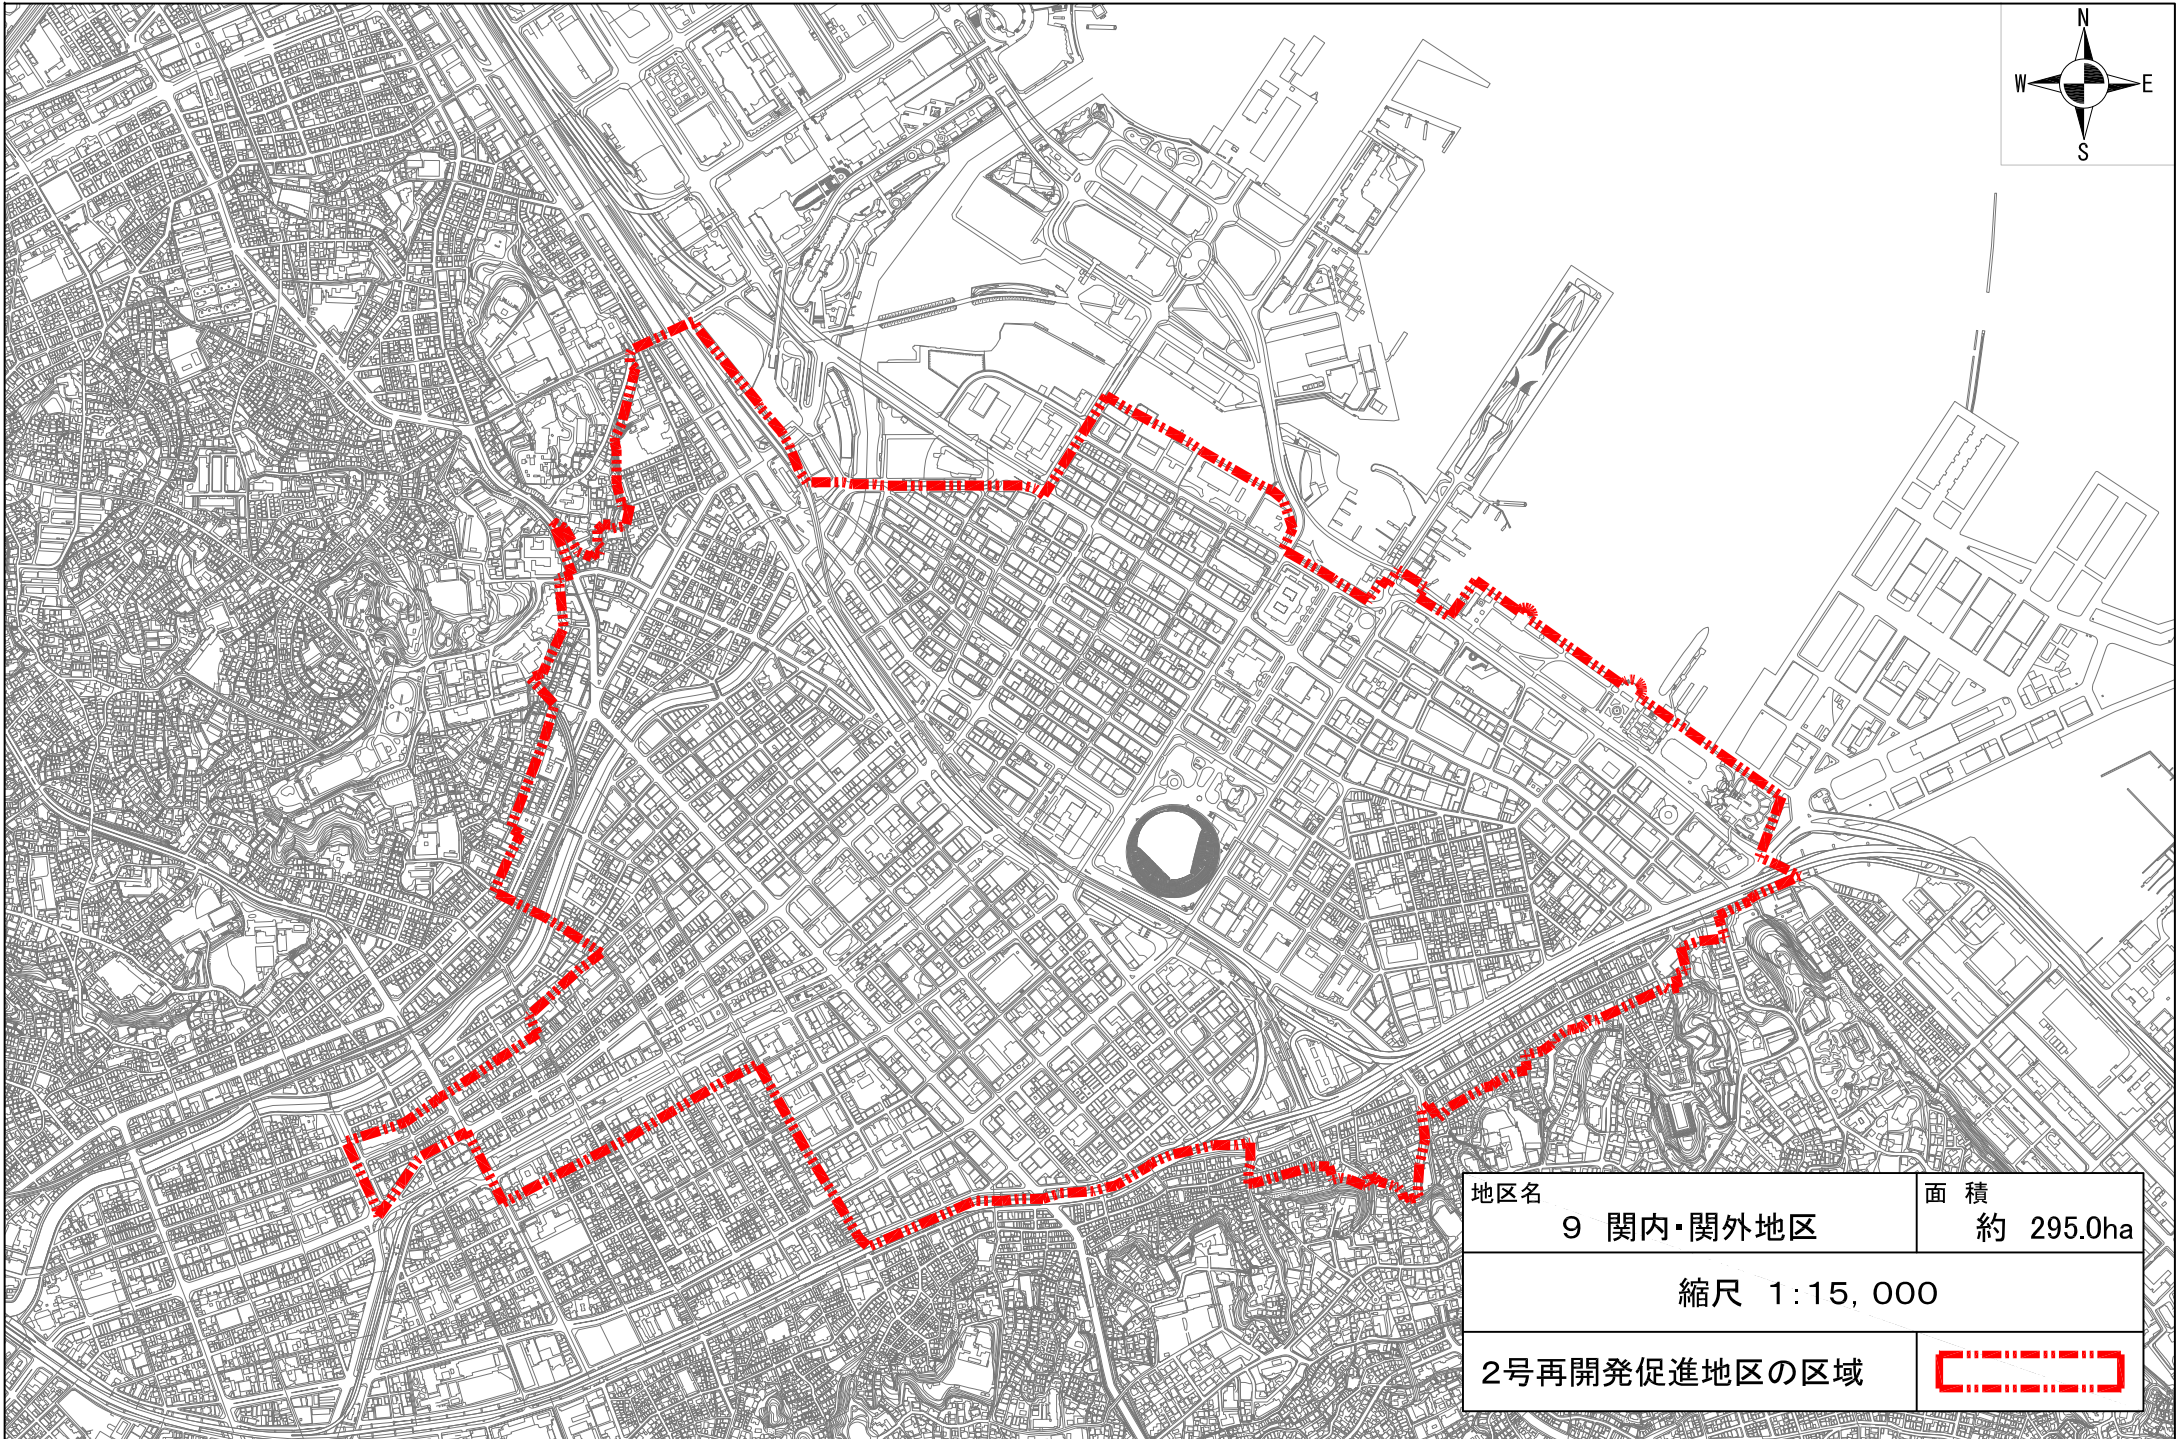 N
W E
S
地区名
9 関内・関外地区
面 積
約 295.0ha
縮尺 1:15,000
2号再開発促進地区の区域